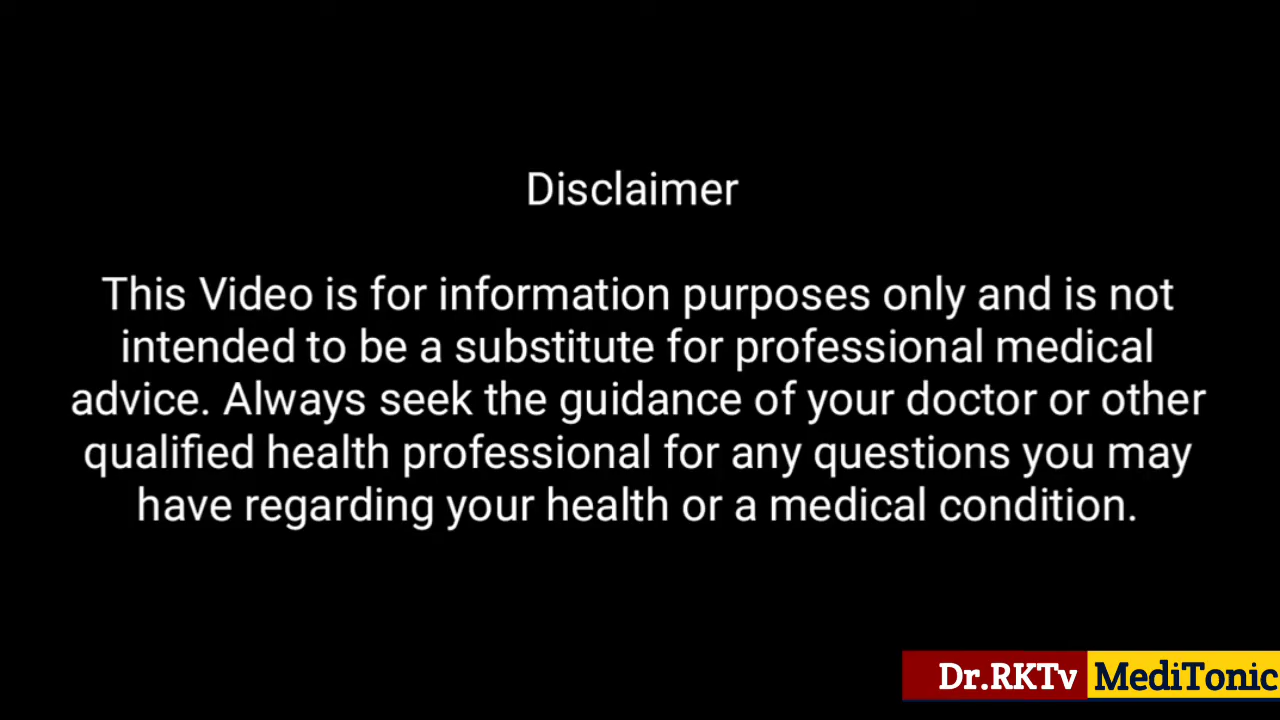 Disclaimer
This Video is for information purposes only and is not
intended to be a substitute for professional medical
advice. Always seek the guidance of your doctor or other
qualified health professional for any questions you may
have regarding your health or a medical condition.
Dr.RKTv MediTonic